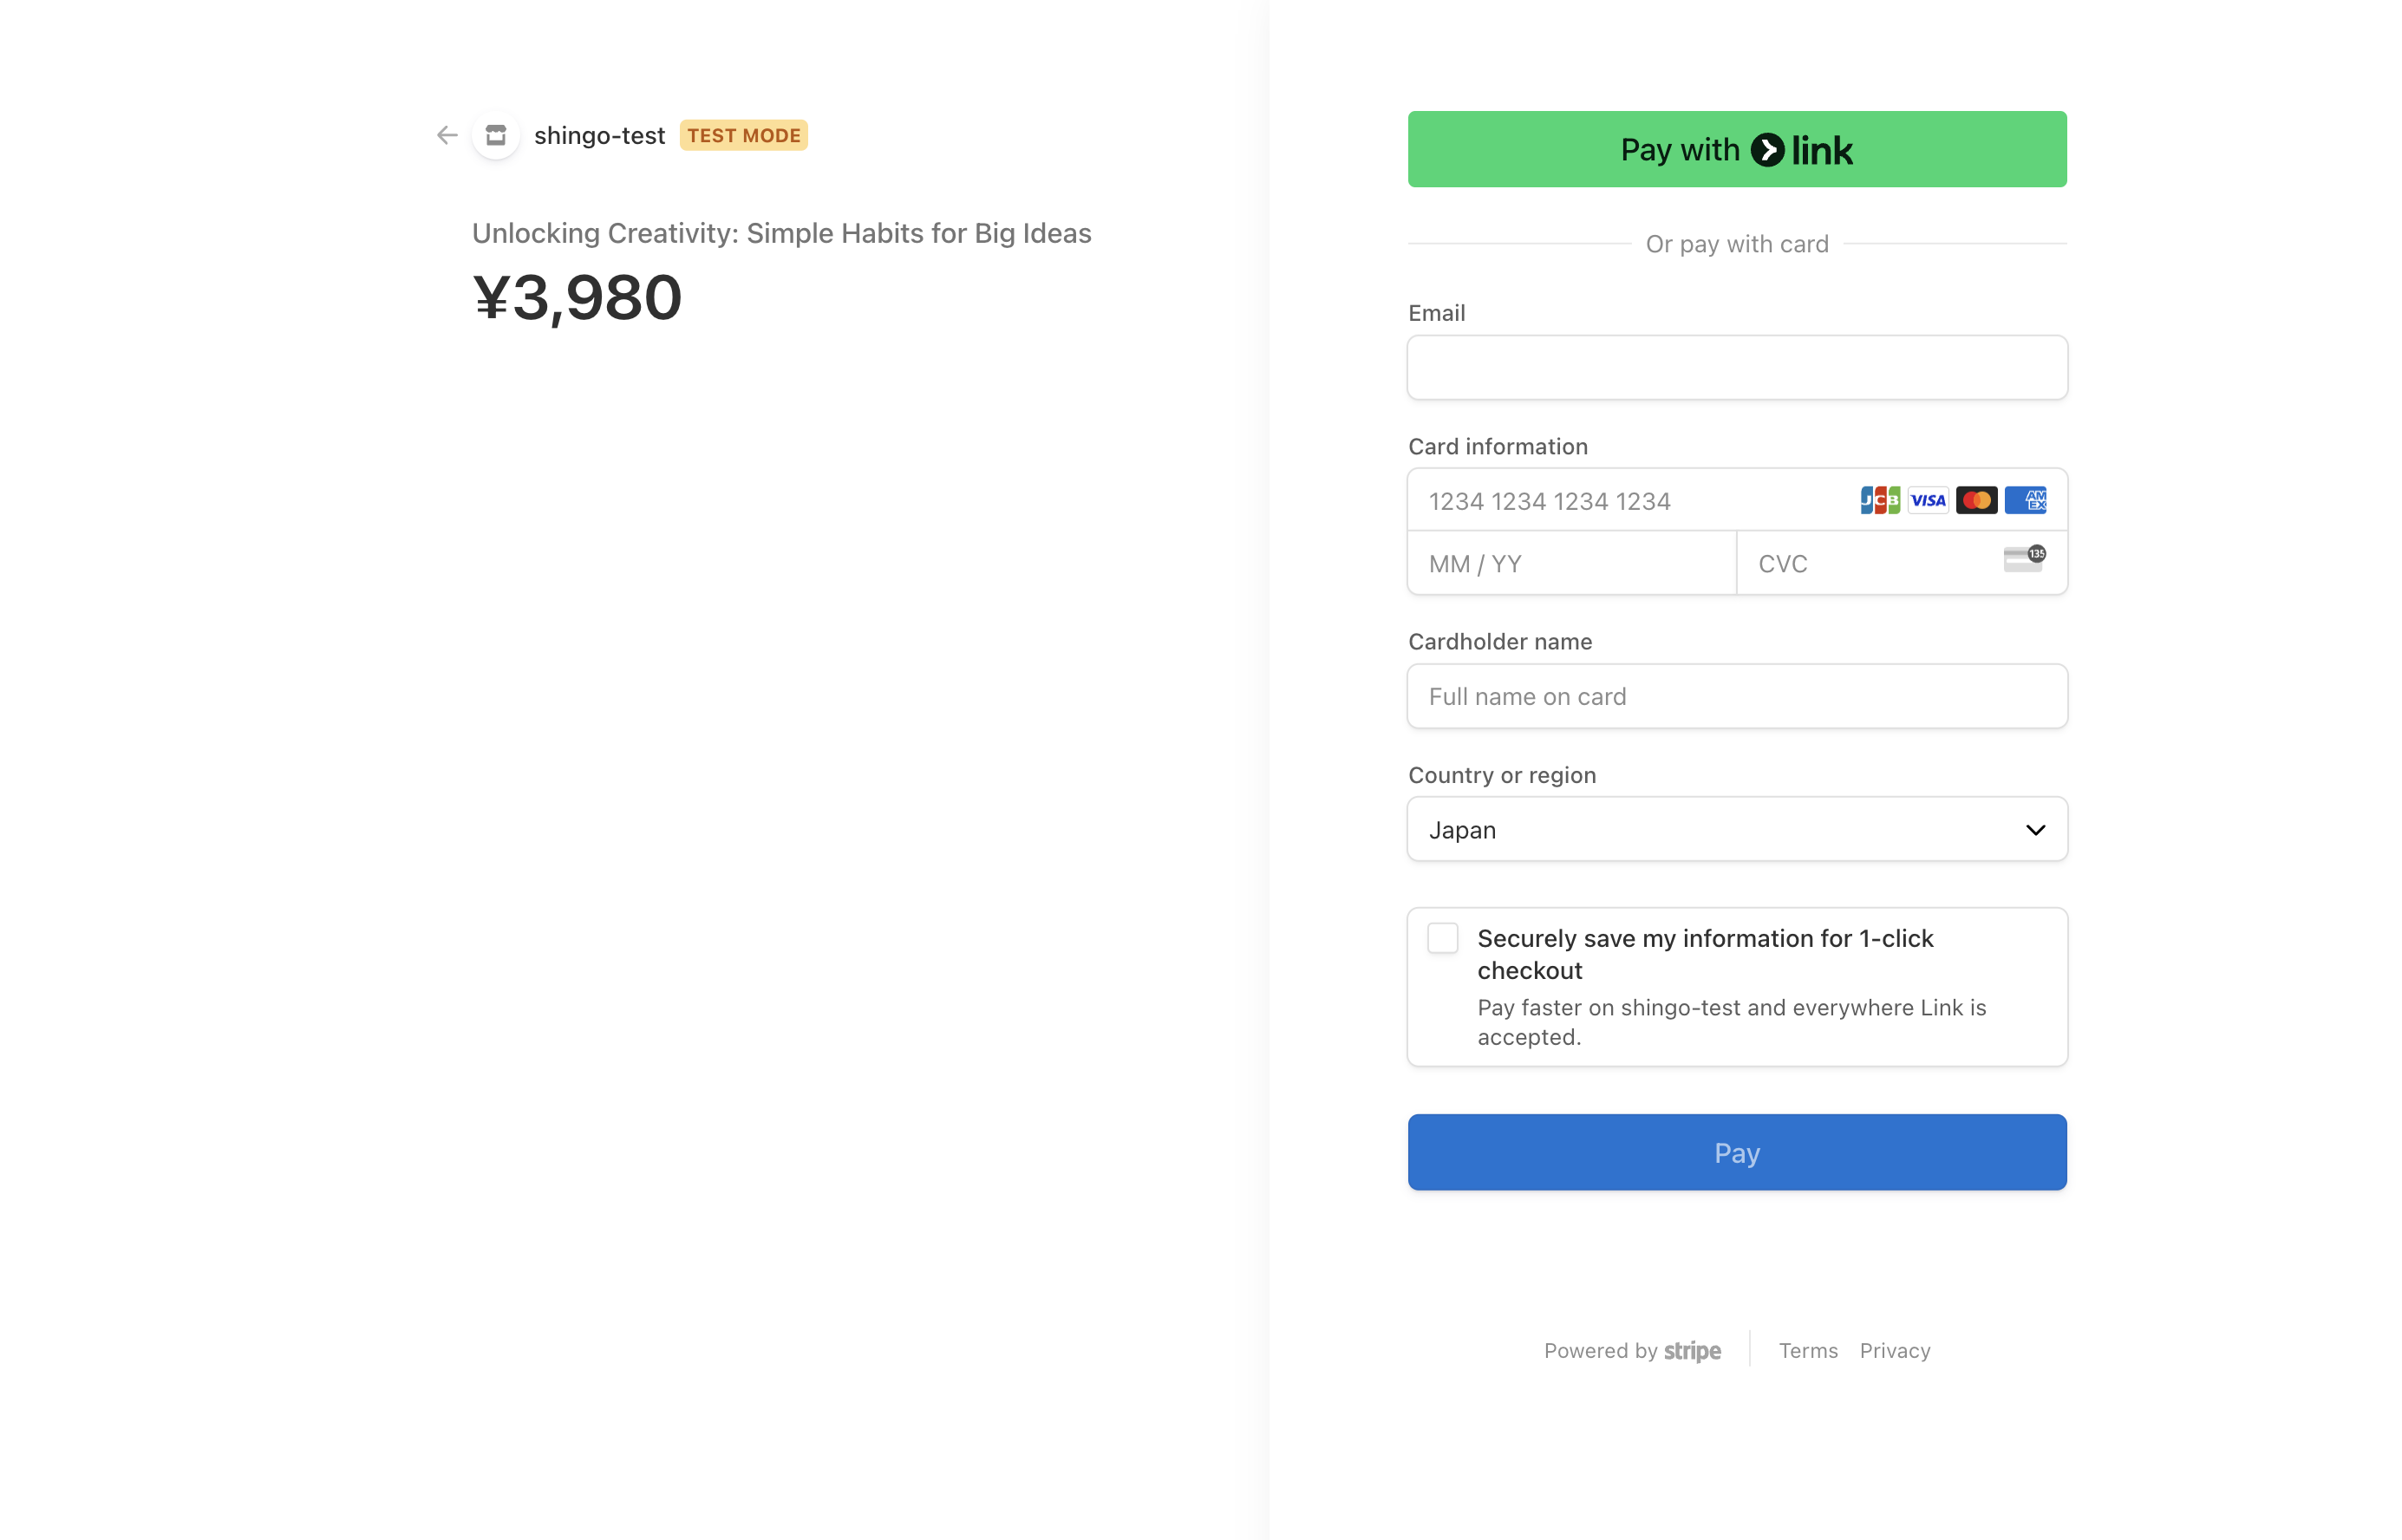 shingo-test TEST MODE
Unlocking Creativity: Simple Habits for Big Ideas
¥3,980
Pay with link
Or pay with card
Email
Card information
1234 1234 1234 1234 JCB VISA AMEX
MM / YY CVC 135
Cardholder name
Full name on card
Country or region
Japan
Securely save my information for 1-click
checkout
Pay faster on shingo-test and everywhere Link is
accepted.
Pay
Powered by stripe Terms Privacy